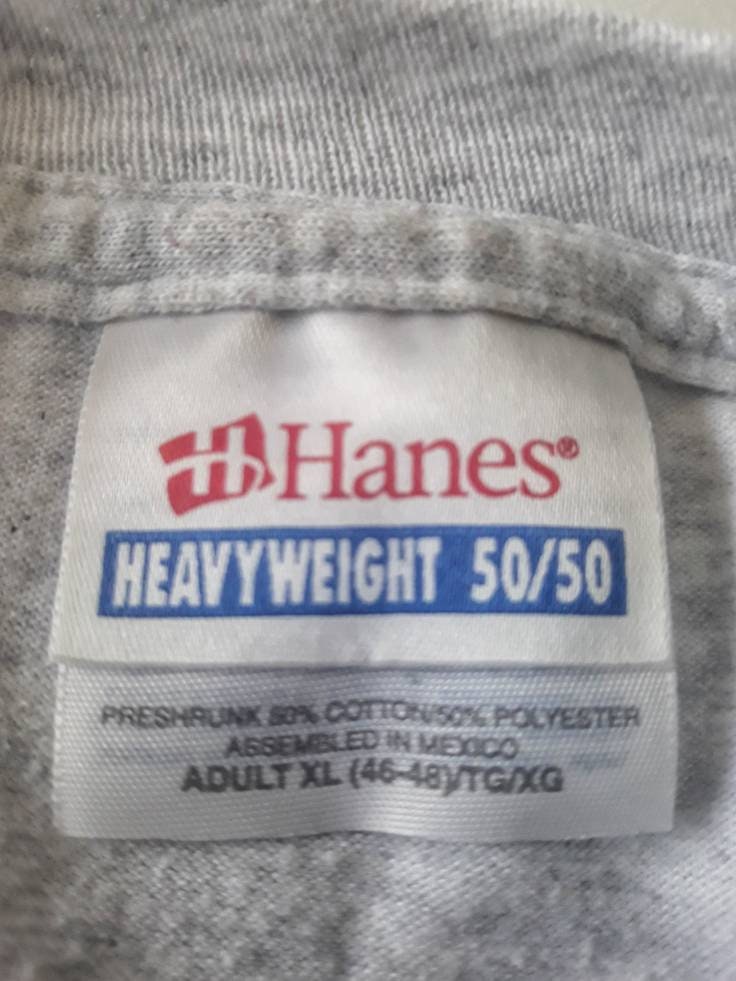 Hanes®
HEAVYWEIGHT 50/50
PRESHRUNK 50% COTTON/50% POLYESTER
ASSEMBLED IN MEXICO
ADULT XL (46-48)/TG/XG